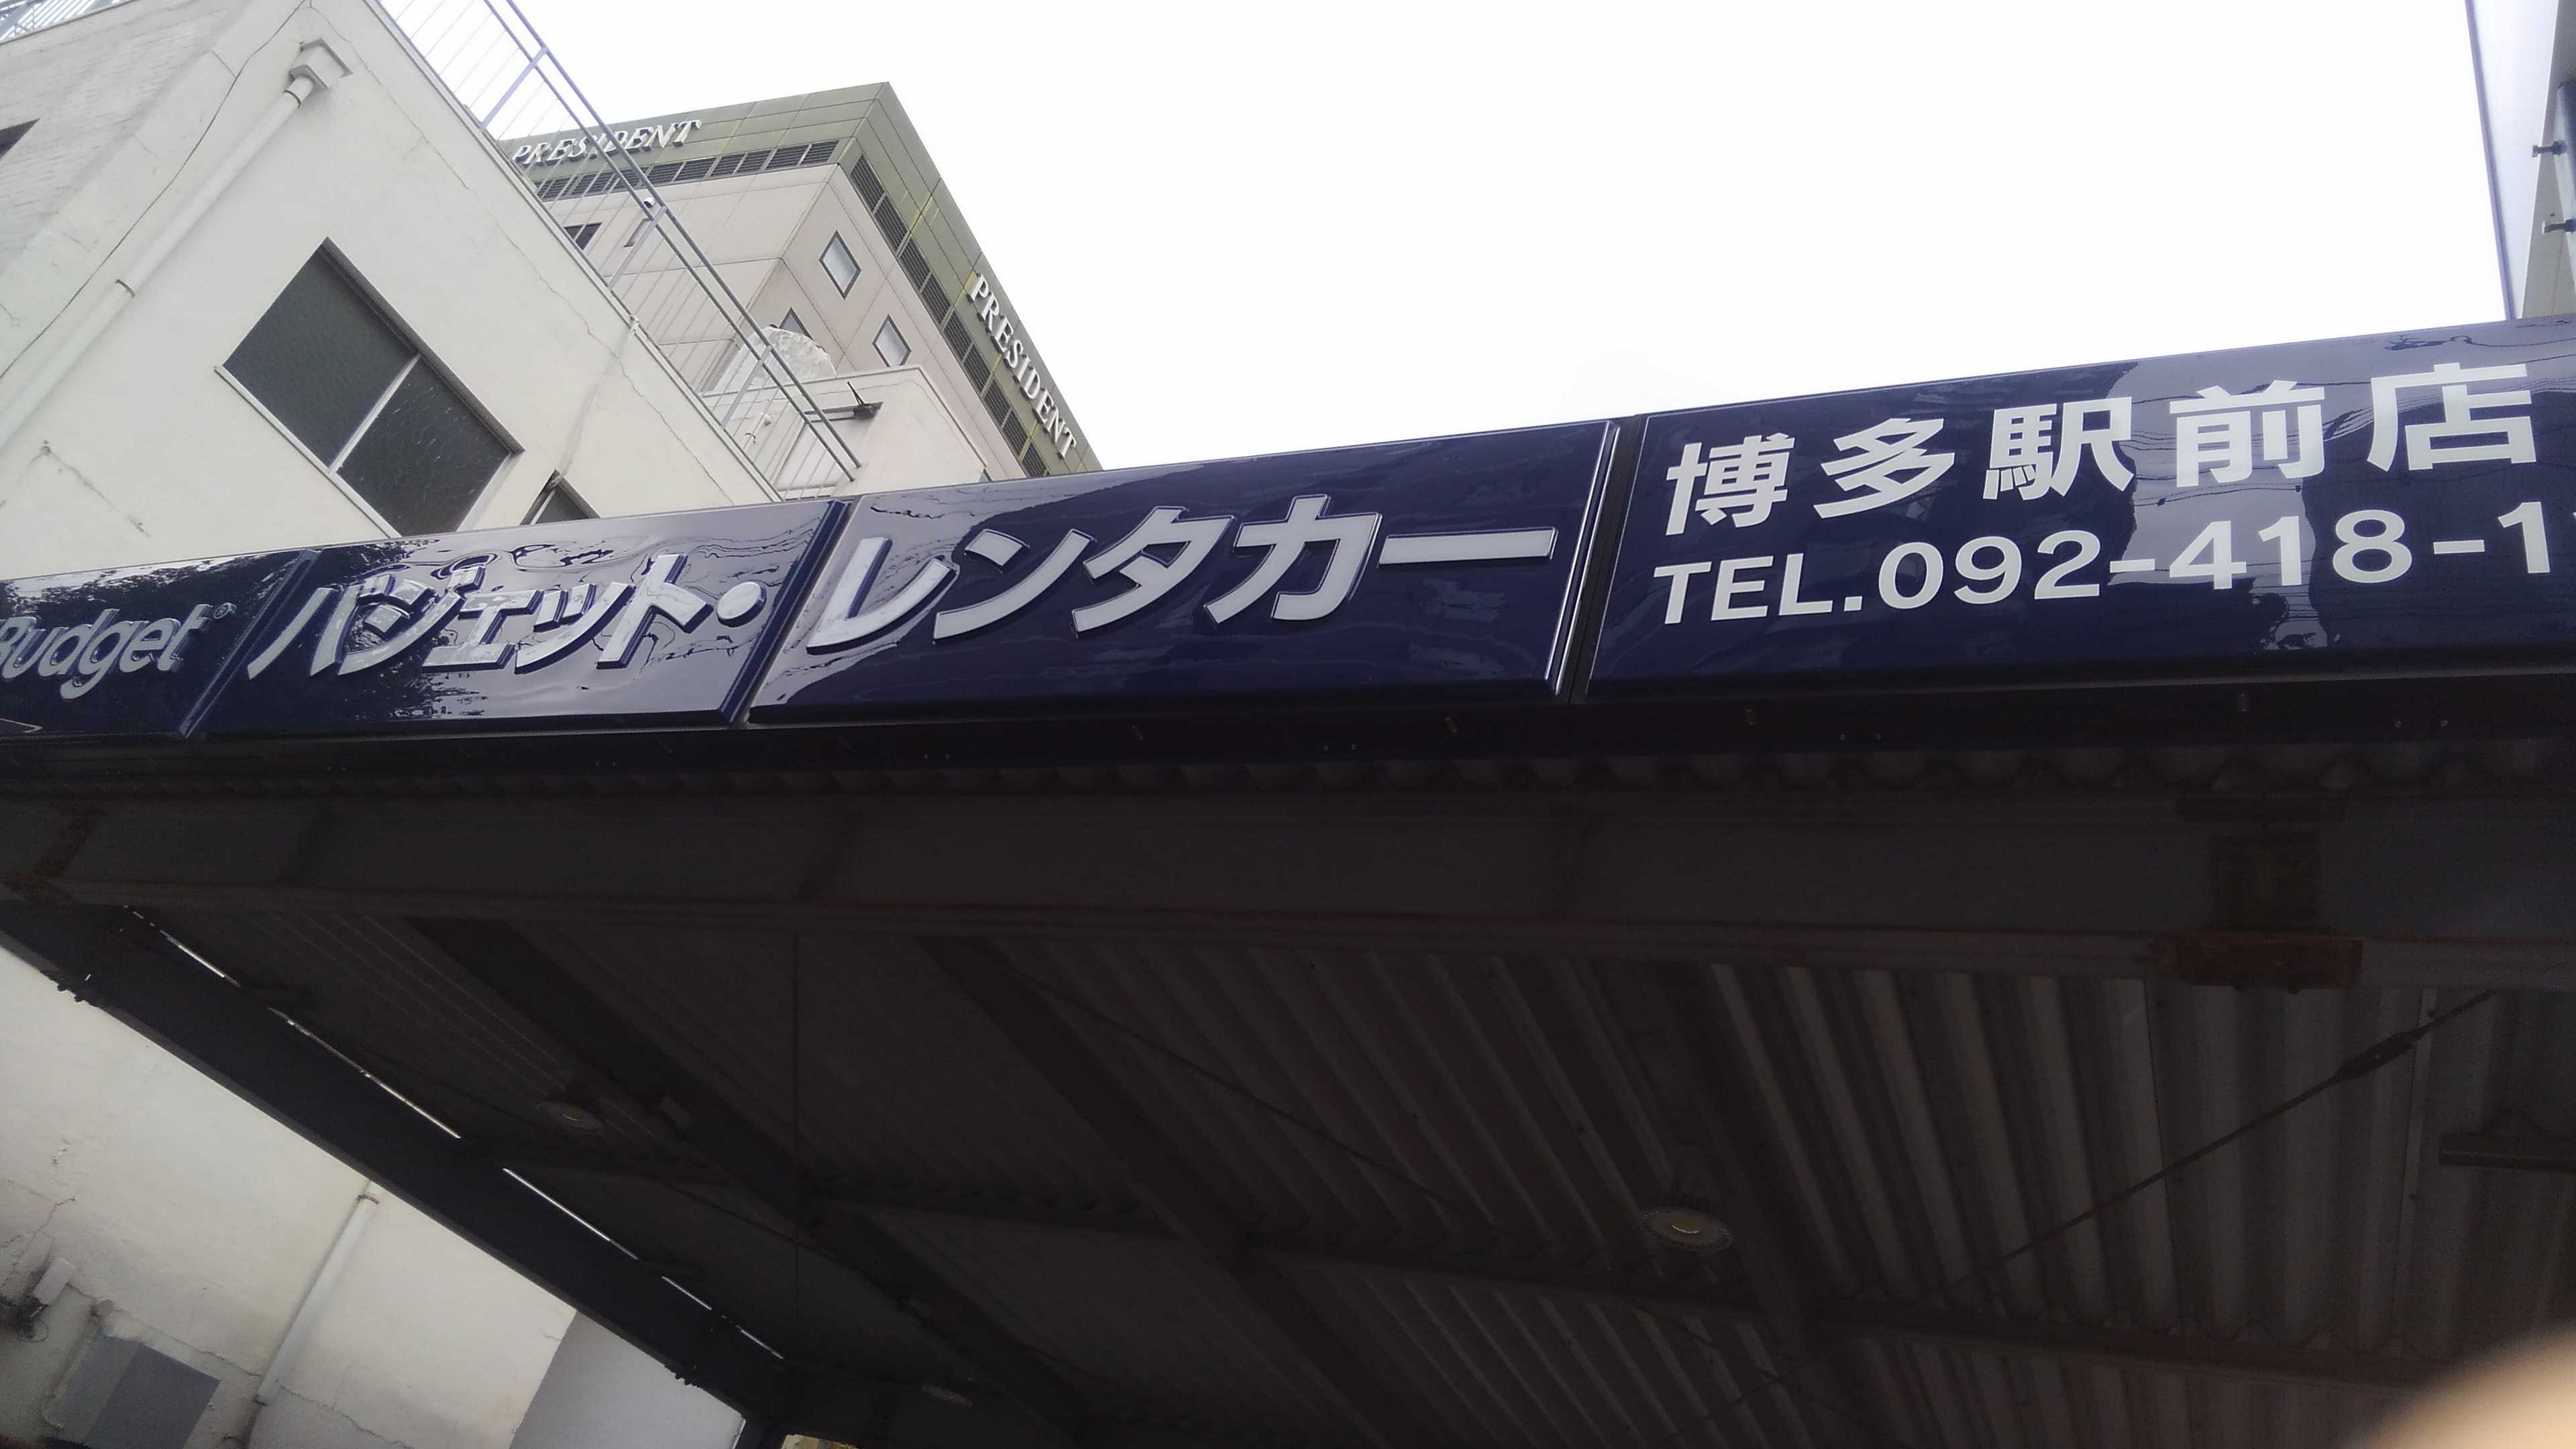 PRESIDENT
PRESIDENT
Budget®
バジェット・レンタカー
博多駅前店
TEL.092-418-1